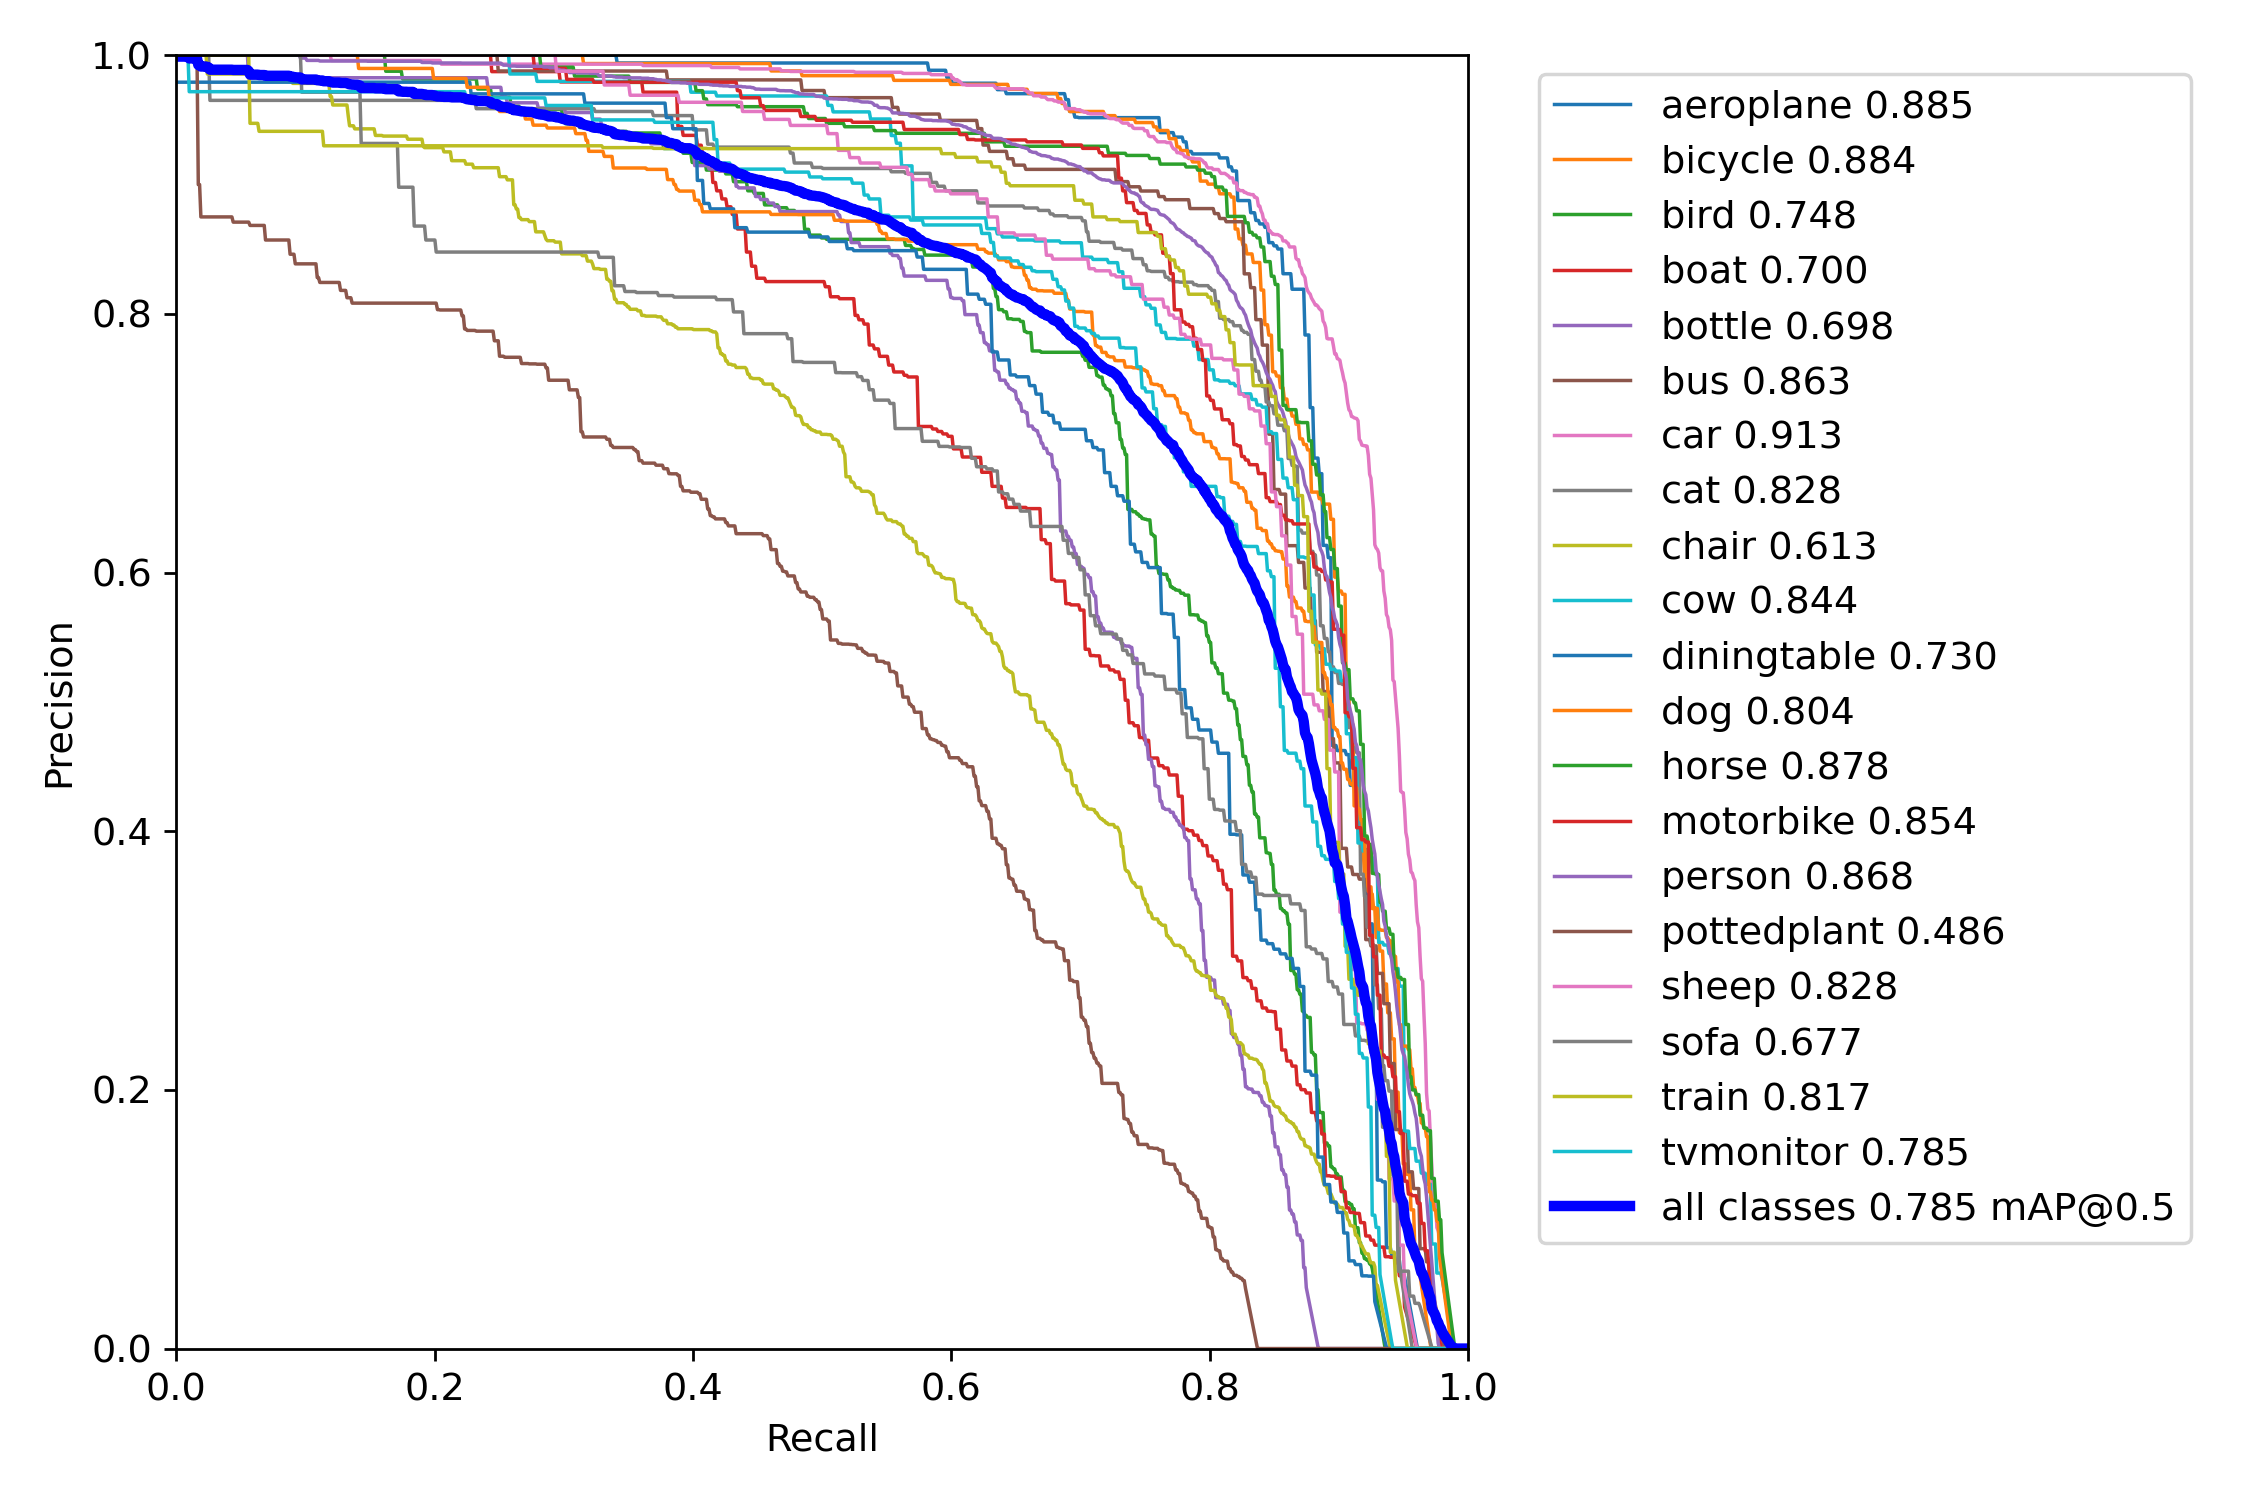 1.0
0.8
0.6
0.4
0.2
0.0
Precision
0.0 0.2 0.4 0.6 0.8 1.0
Recall
aeroplane 0.885
bicycle 0.884
bird 0.748
boat 0.700
bottle 0.698
bus 0.863
car 0.913
cat 0.828
chair 0.613
cow 0.844
diningtable 0.730
dog 0.804
horse 0.878
motorbike 0.854
person 0.868
pottedplant 0.486
sheep 0.828
sofa 0.677
train 0.817
tvmonitor 0.785
all classes 0.785 mAP@0.5